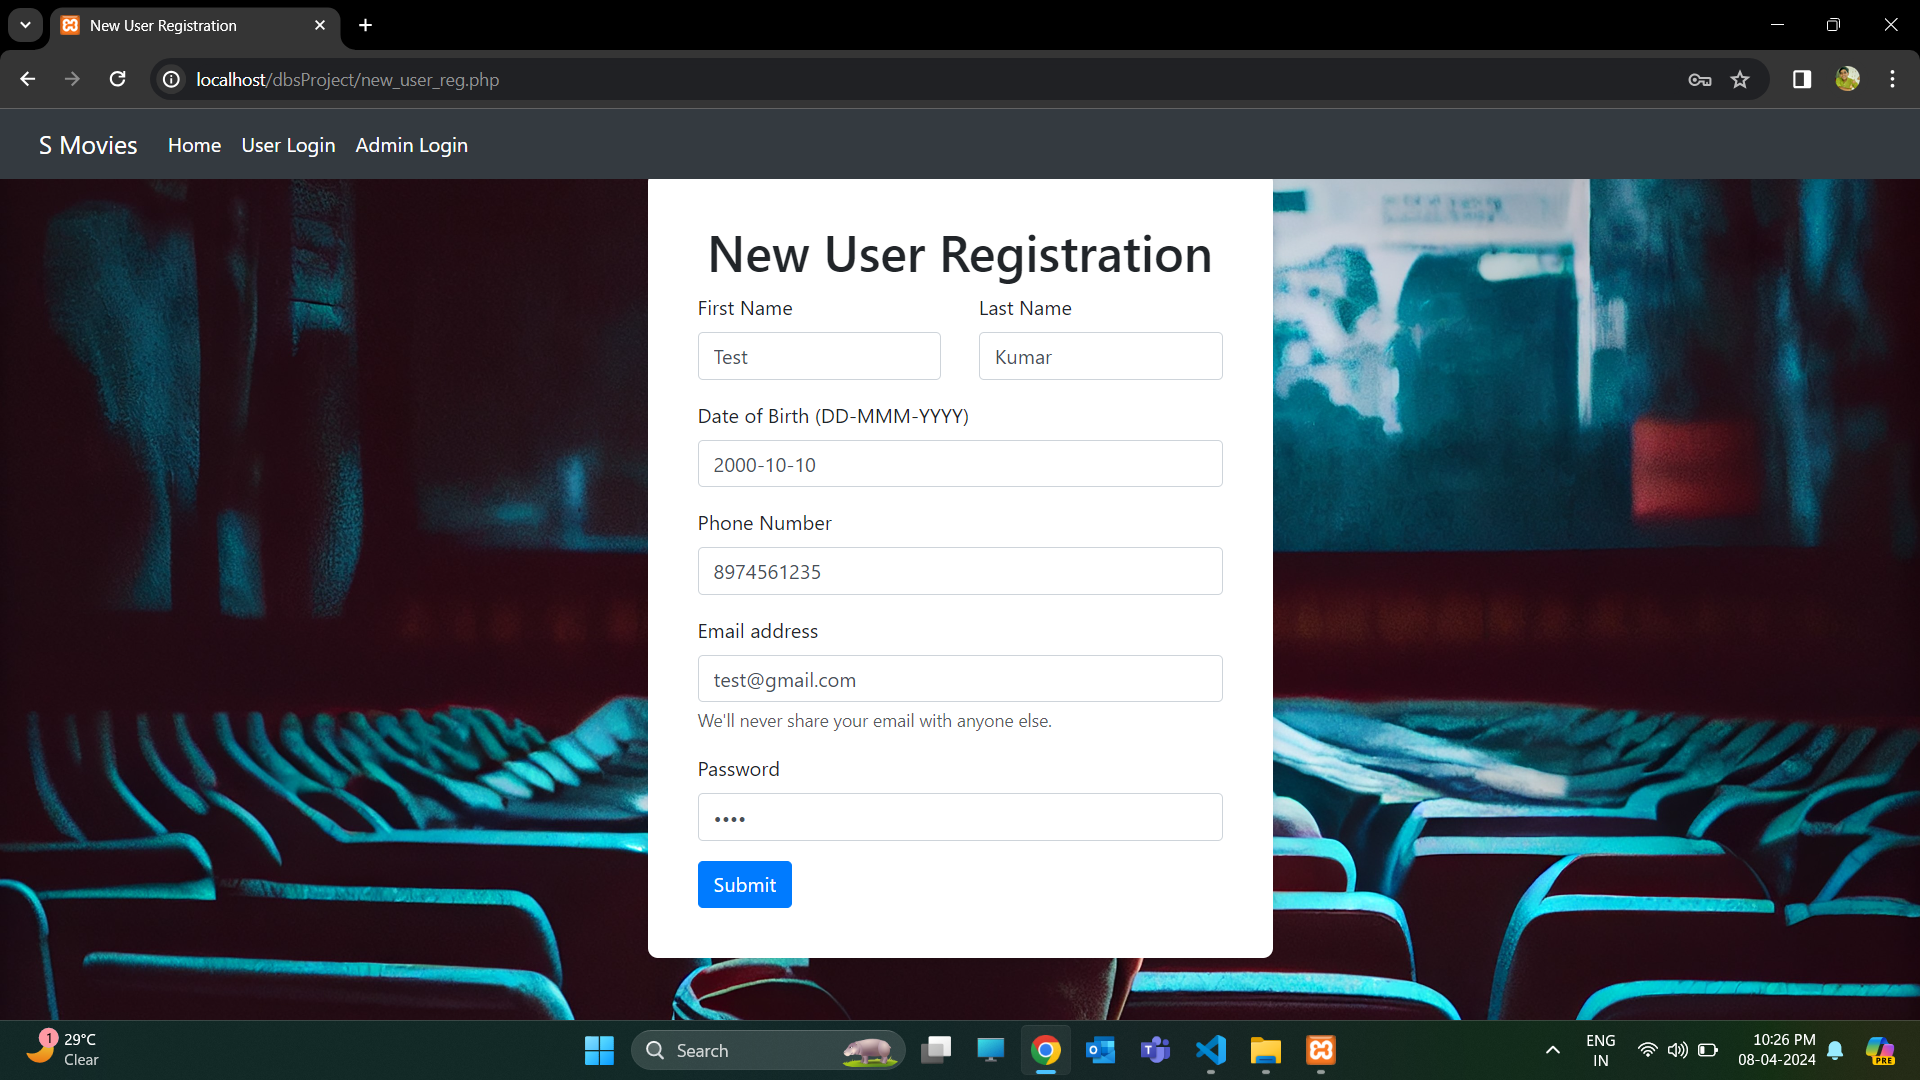 New User Registration
localhost/dbsProject/new_user_reg.php
S Movies Home User Login Admin Login
New User Registration
First Name Last Name
Test Kumar
Date of Birth (DD-MMM-YYYY)
2000-10-10
Phone Number
8974561235
Email address
test@gmail.com
We'll never share your email with anyone else.
Password
••••
Submit
1 29°C
Clear
Search
ENG
IN
10:26 PM
08-04-2024
PRE